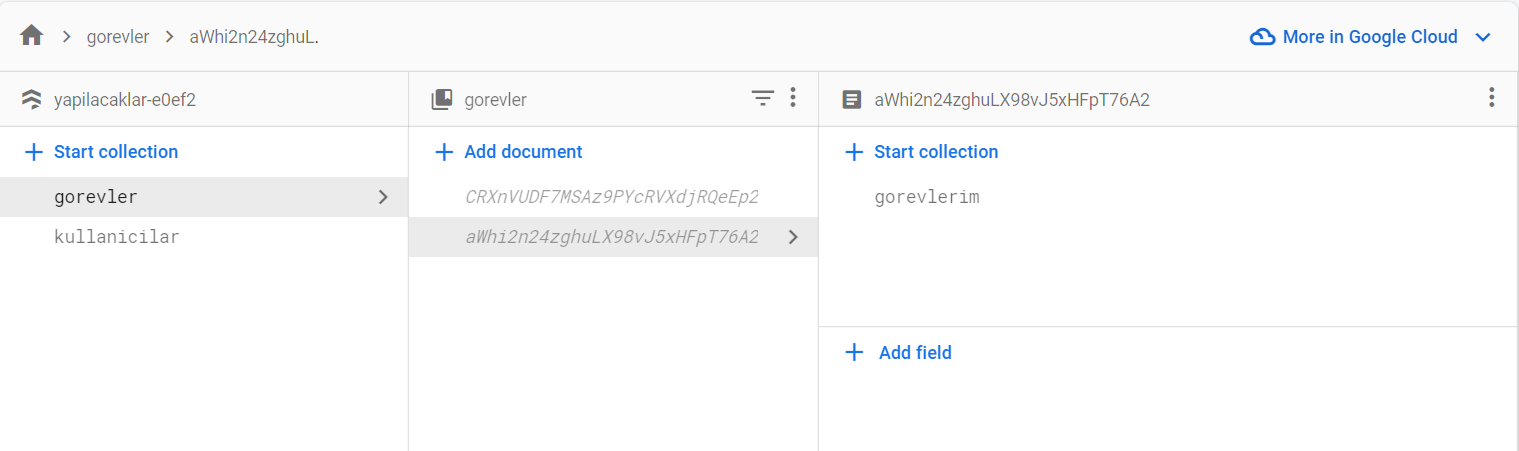 gorevler aWhi2n24zghuL.
More in Google Cloud
yapilacaklar-e0ef2
Start collection
gorevler
kullanicilar
gorevler
Add document
CRXnVUDF7MSAz9PYcRVXdjRQeEp2
aWhi2n24zghuLX98vJ5xHFpT76A2
aWhi2n24zghuLX98vJ5xHFpT76A2
Start collection
gorevlerim
Add field